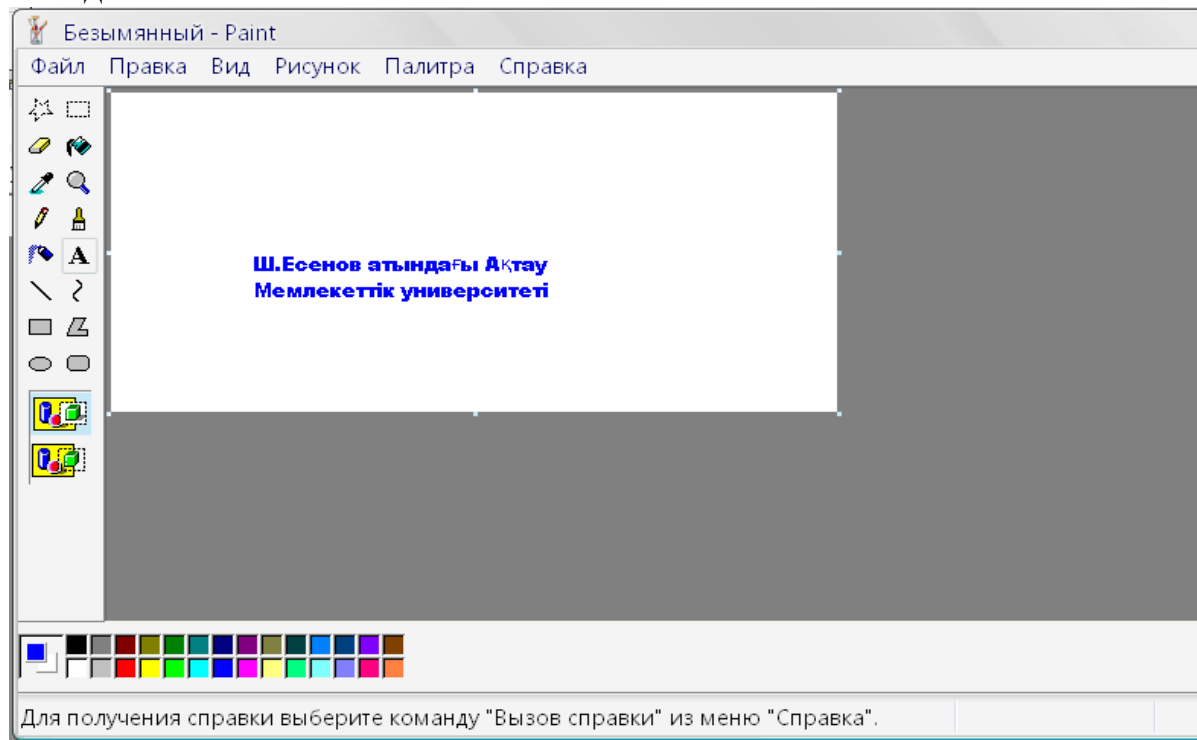 Безымянный - Paint
Файл Правка Вид Рисунок Палитра Справка
A
Ш.Есенов атындағы Ақтау
Мемлекеттік университеті
Для получения справки выберите команду "Вызов справки" из меню "Справка".